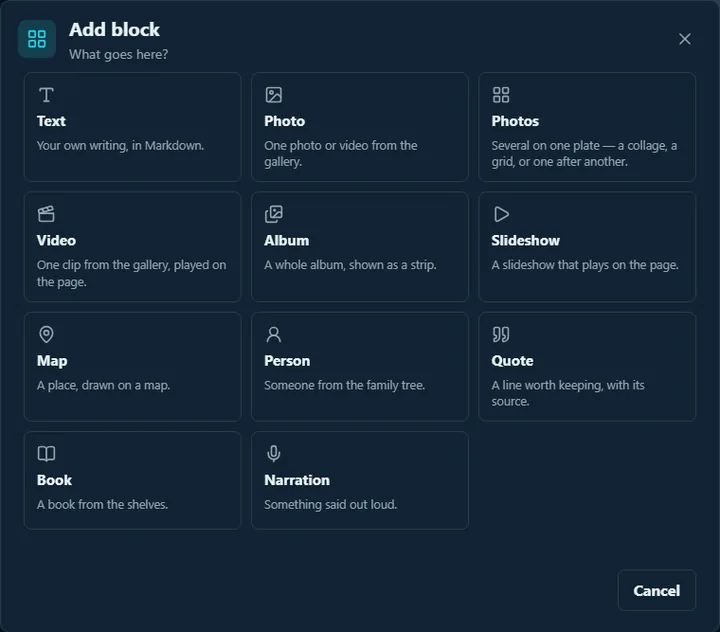 Add block
What goes here?
Text
Your own writing, in Markdown.
Photo
One photo or video from the
gallery.
Photos
Several on one plate — a collage, a
grid, or one after another.
Video
One clip from the gallery, played on
the page.
Album
A whole album, shown as a strip.
Slideshow
A slideshow that plays on the page.
Map
A place, drawn on a map.
Person
Someone from the family tree.
Quote
A line worth keeping, with its
source.
Book
A book from the shelves.
Narration
Something said out loud.
Cancel